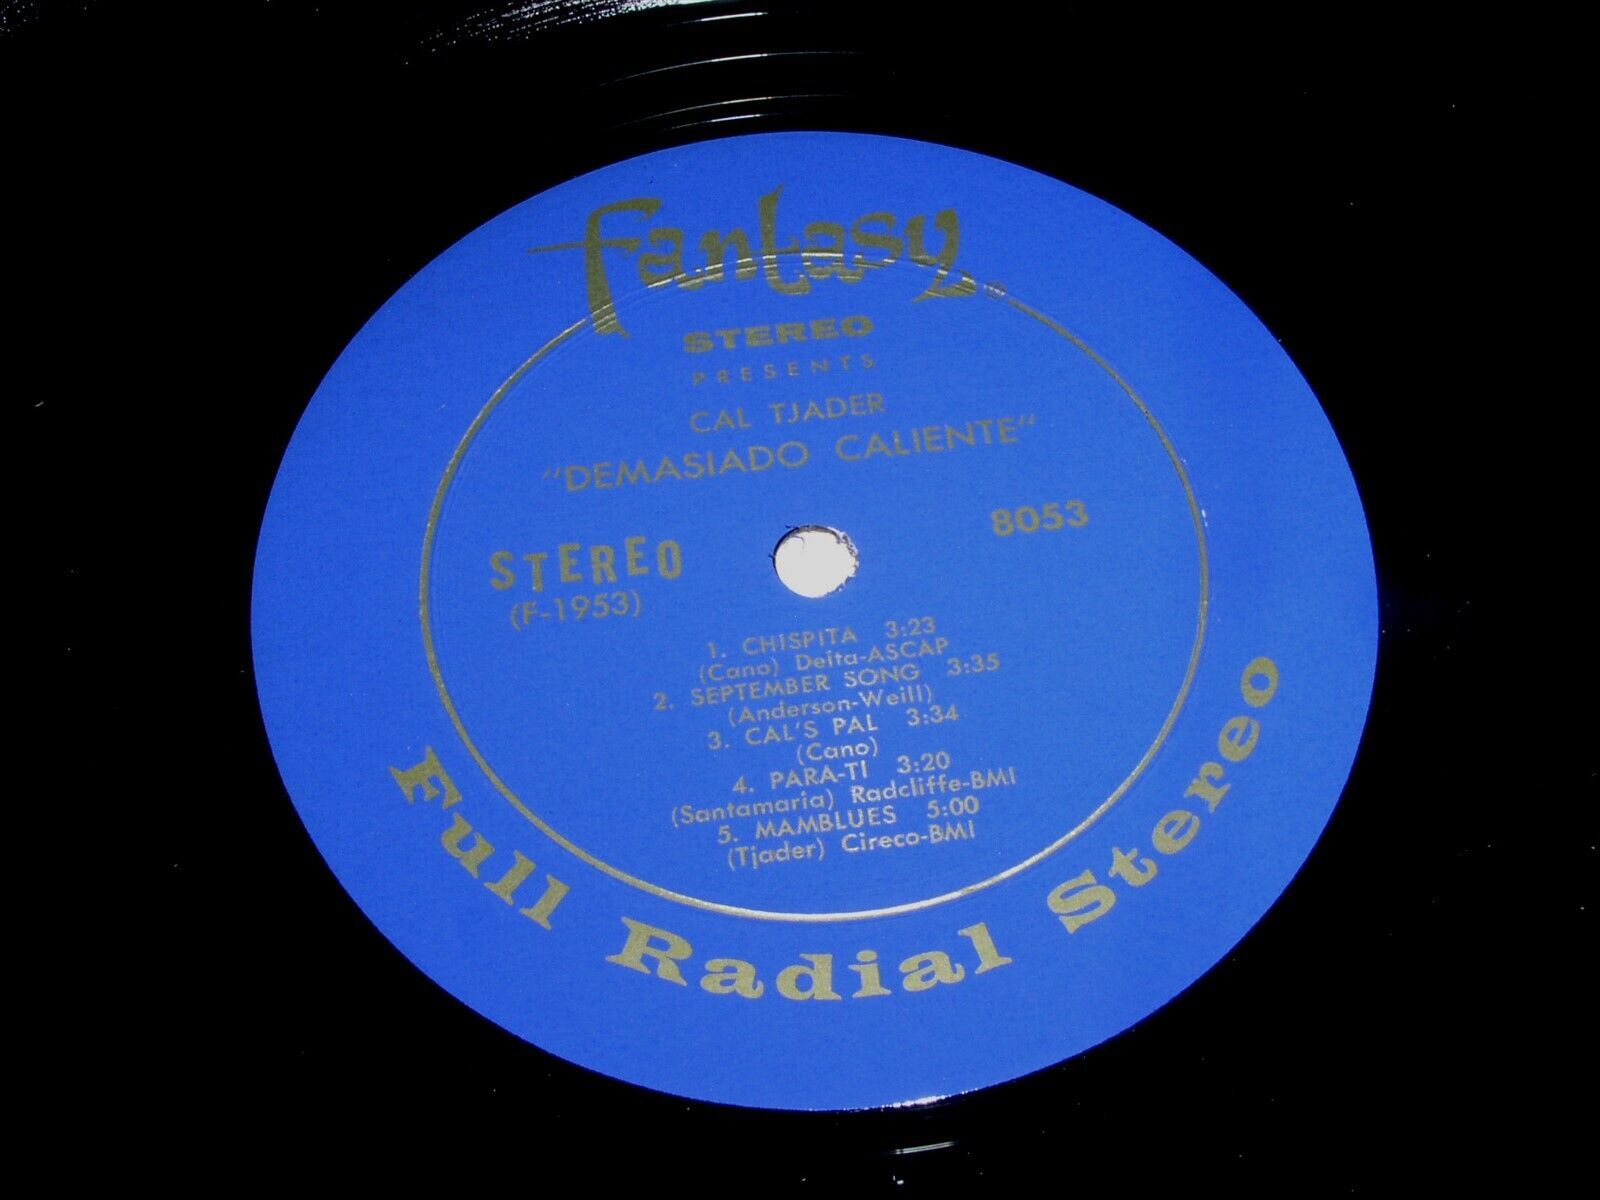 Fantasy®
STEREO
PRESENTS
CAL TJADER
"DEMASIADO CALIENTE"
8053
STEREO
(F-1953)
1. CHISPITA 3:23
(Cano) Delta-ASCAP
2. SEPTEMBER SONG 3:35
(Anderson-Weill)
3. CAL'S PAL 3:34
(Cano)
4. PARA-TI 3:20
(Santamaria) Radcliffe-BMI
5. MAMBLUES 5:00
(Tjader) Cireco-BMI
Full Radial Stereo